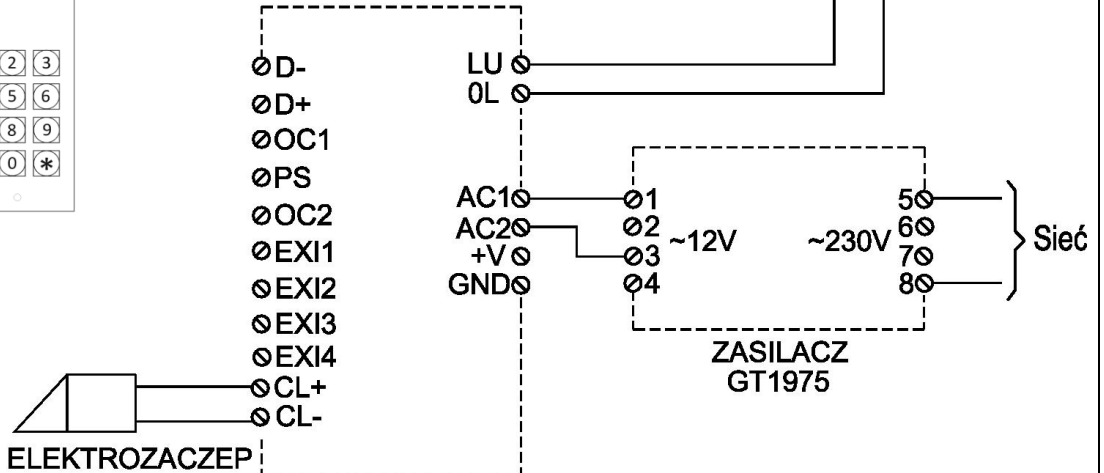 2 3
5 6
8 9
0 *
D-
D+
OC1
PS
OC2
EXI1
EXI2
EXI3
EXI4
CL+
CL-
ELEKTROZACZEP
LU
0L
AC1
AC2
+V
GND
1
2
3
4
~12V
~230V
5
6
7
8
Sieć
ZASILACZ
GT1975